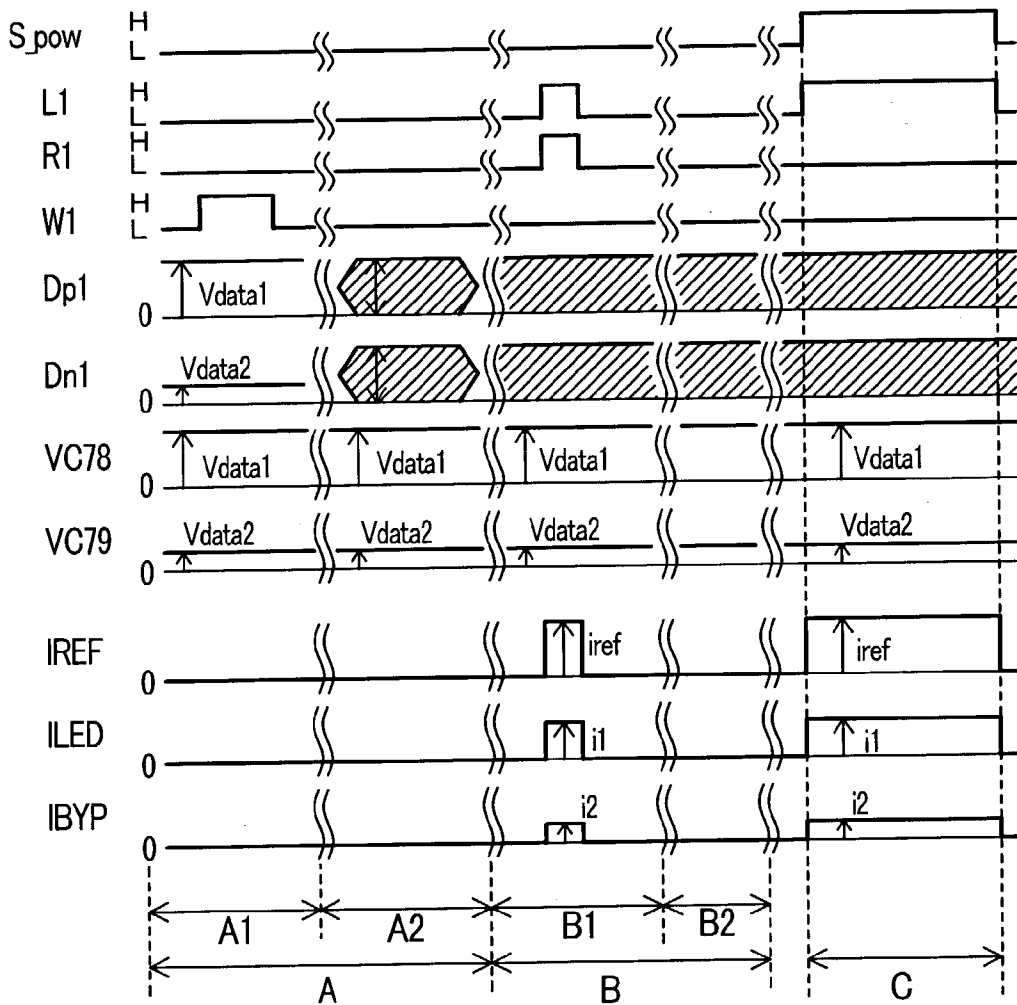 S_pow H L
L1 H L
R1 H L
W1 H L
Dp1 0 Vdata1
Dn1 0 Vdata2
VC78 0 Vdata1 Vdata1 Vdata1 Vdata1
VC79 0 Vdata2 Vdata2 Vdata2 Vdata2
IREF 0 iref iref
ILED 0 i1 i1
IBYP 0 i2 i2
A1 A2 B1 B2
A B C